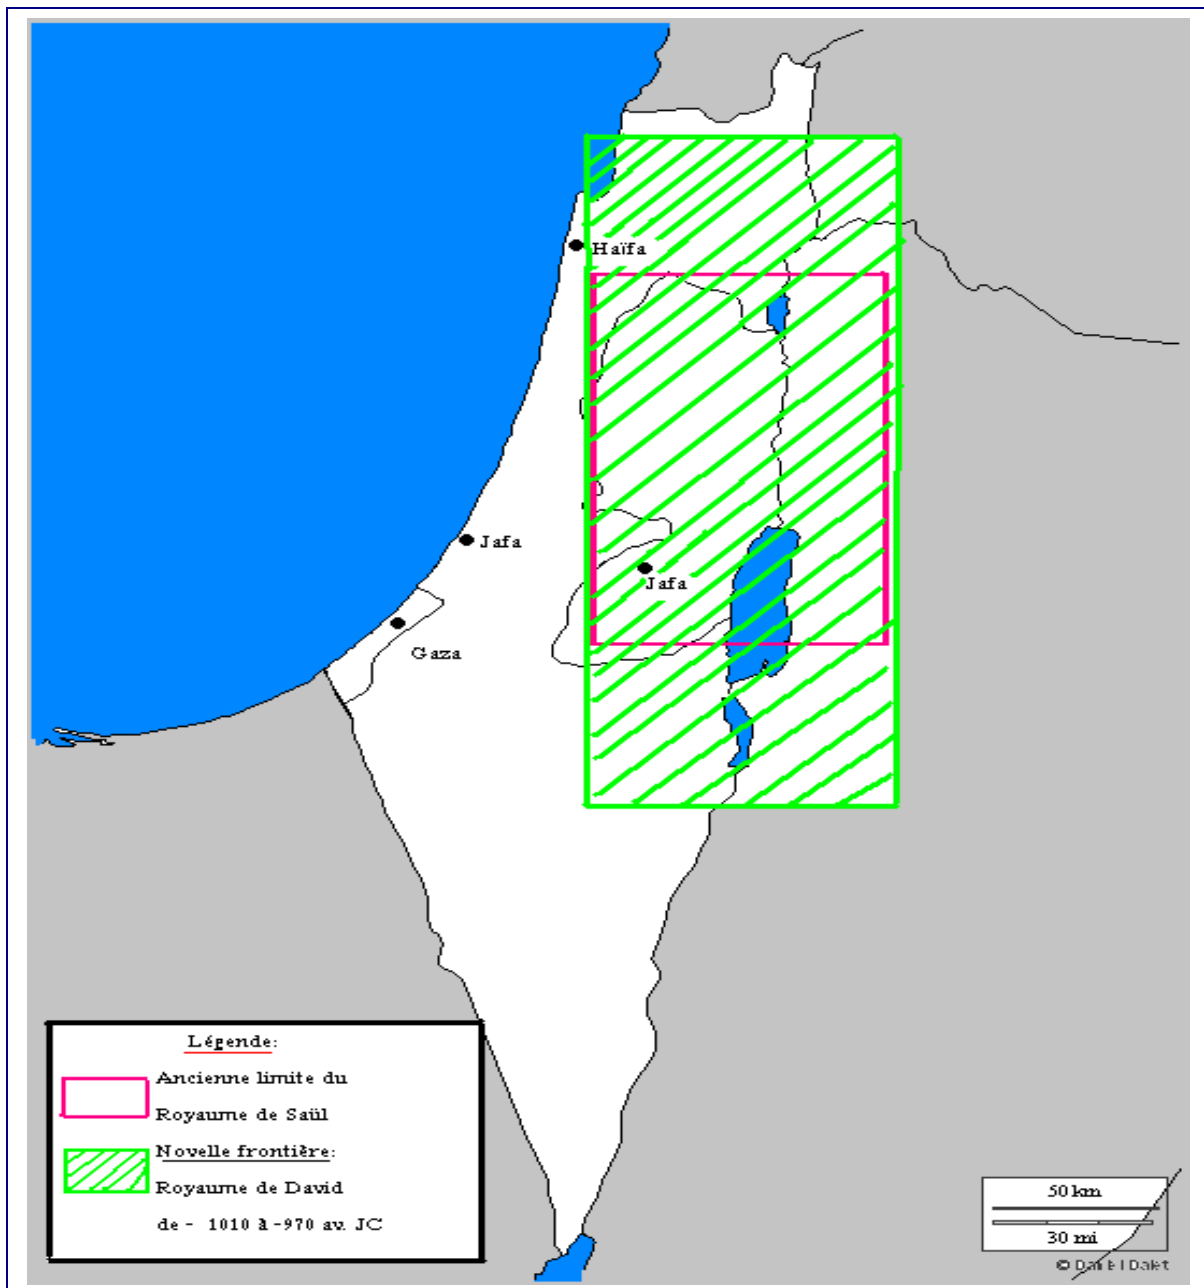 Haïfa
Jafa
Jafa
Gaza
Légende:
Ancienne limite du
Royaume de Saül
Novelle frontière:
Royaume de David
de - 1010 à -970 av. JC
50 km
30 mi
© Daniel Dalet